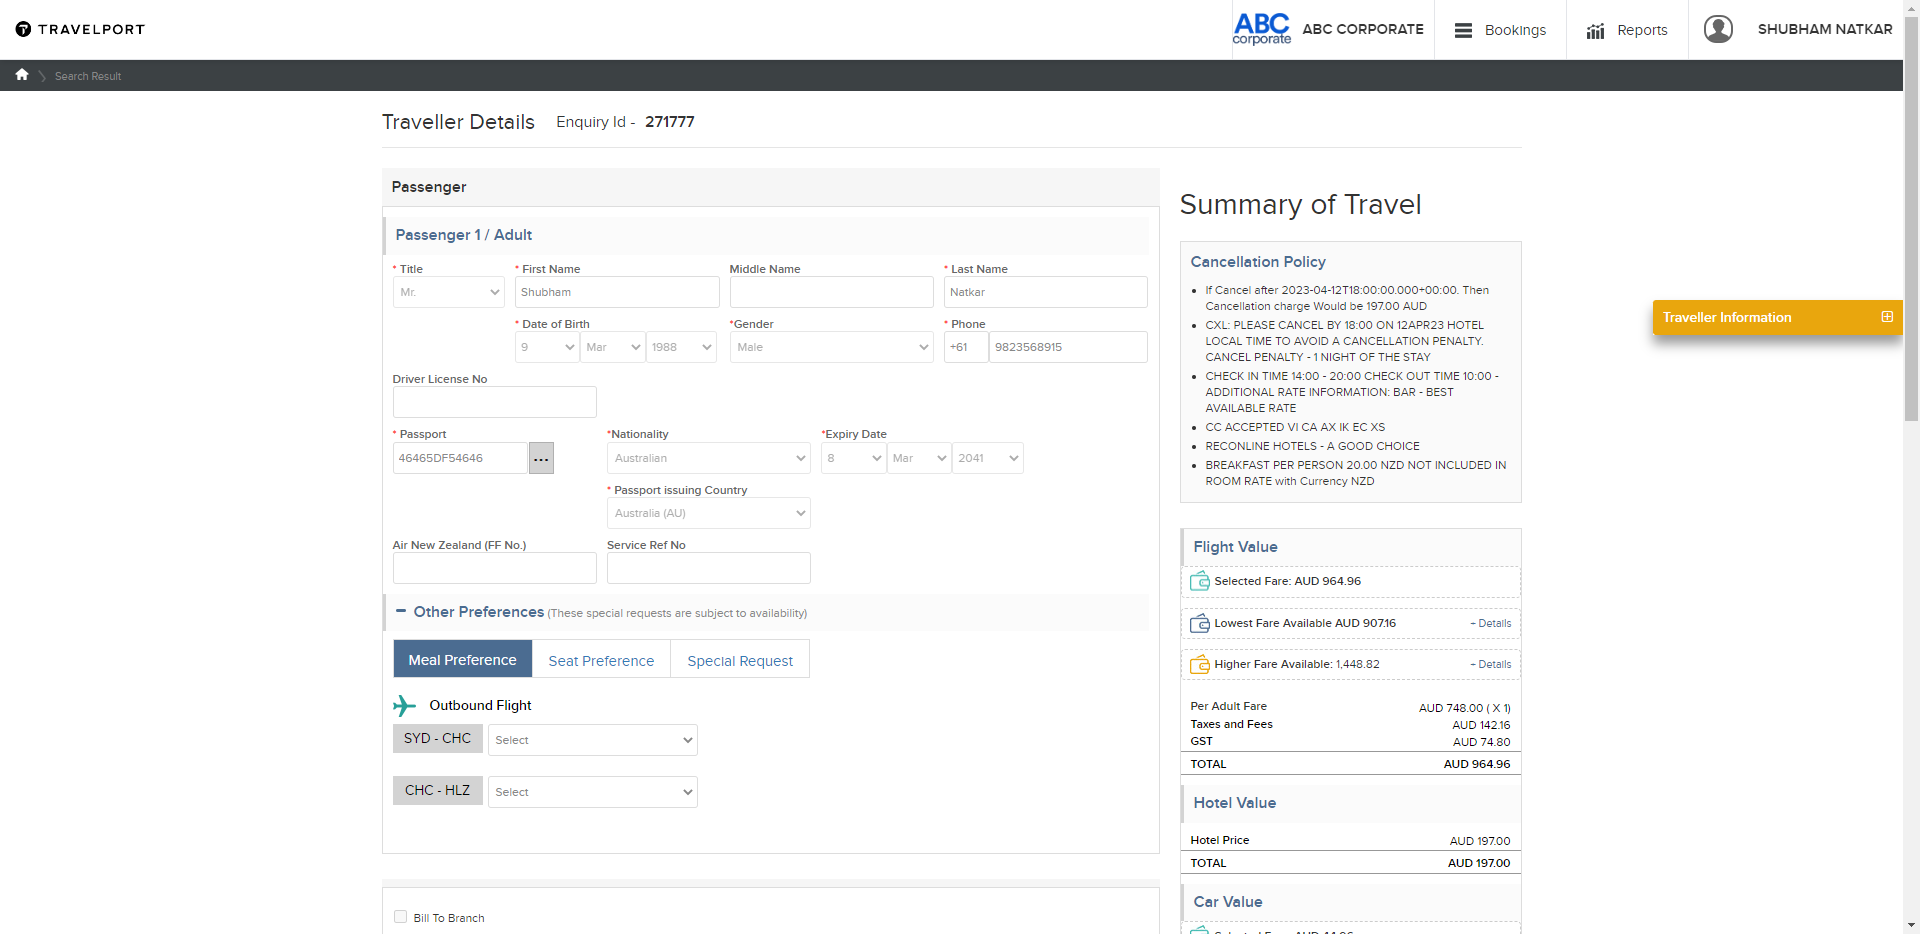 TRAVELPORT
ABC
corporate
ABC CORPORATE
Bookings
Reports
SHUBHAM NATKAR
Search Result
Traveller Details
Enquiry Id - 271777
Passenger
Passenger 1 / Adult
* Title
* First Name
Middle Name
* Last Name
Mr.
Shubham
Natkar
* Date of Birth
*Gender
* Phone
9
Mar
1988
Male
+61
9823568915
Driver License No
* Passport
*Nationality
*Expiry Date
46465DF54646
...
Australian
8
Mar
2041
* Passport issuing Country
Australia (AU)
Air New Zealand (FF No.)
Service Ref No
Other Preferences (These special requests are subject to availability)
Meal Preference
Seat Preference
Special Request
Outbound Flight
SYD - CHC
Select
CHC - HLZ
Select
Bill To Branch
Summary of Travel
Cancellation Policy
• If Cancel after 2023-04-12T18:00:00.000+00:00. Then
Cancellation charge Would be 197.00 AUD
• CXL: PLEASE CANCEL BY 18:00 ON 12APR23 HOTEL
LOCAL TIME TO AVOID A CANCELLATION PENALTY.
CANCEL PENALTY - 1 NIGHT OF THE STAY
• CHECK IN TIME 14:00 - 20:00 CHECK OUT TIME 10:00 -
ADDITIONAL RATE INFORMATION: BAR - BEST
AVAILABLE RATE
• CC ACCEPTED VI CA AX IK EC XS
• RECONLINE HOTELS - A GOOD CHOICE
• BREAKFAST PER PERSON 20.00 NZD NOT INCLUDED IN
ROOM RATE with Currency NZD
Flight Value
Selected Fare: AUD 964.96
Lowest Fare Available AUD 907.16
+ Details
Higher Fare Available: 1,448.82
+ Details
Per Adult Fare
AUD 748.00 ( X 1)
Taxes and Fees
AUD 142.16
GST
AUD 74.80
TOTAL
AUD 964.96
Hotel Value
Hotel Price
AUD 197.00
TOTAL
AUD 197.00
Car Value
Traveller Information